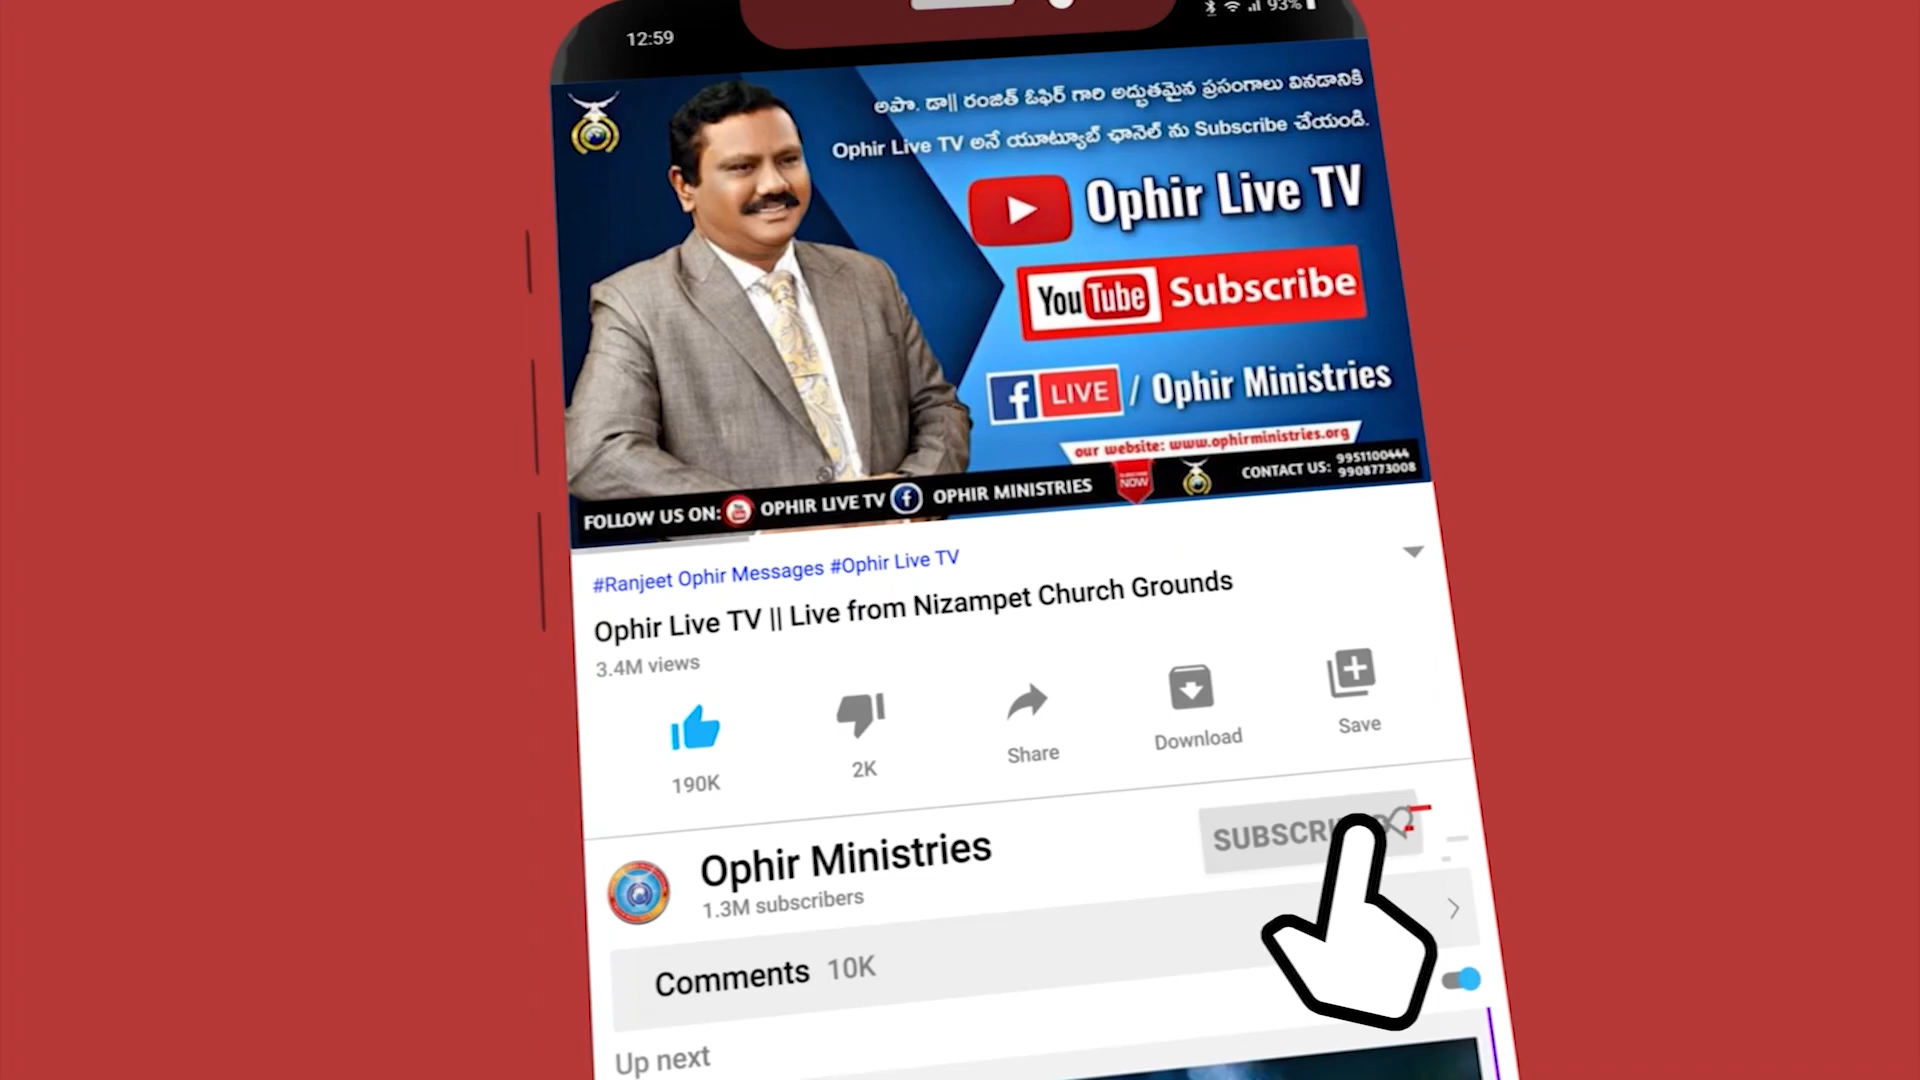 12:59
93%
అపొ. డా|| రంజిత్ ఓఫీర్ గారి అద్భుతమైన ప్రసంగాలు వినడానికి
Ophir Live TV అనే యూట్యూబ్ ఛానెల్ ను Subscribe చేయండి.
Ophir Live TV
YouTube Subscribe
f LIVE / Ophir Ministries
our website: www.ophirministries.org
FOLLOW US ON: OPHIR LIVE TV f OPHIR MINISTRIES
NOW
CONTACT US: 9951100444
9908773008
#Ranjeet Ophir Messages #Ophir Live TV
Ophir Live TV || Live from Nizampet Church Grounds
3.4M views
190K
2K
Share
Download
Save
Ophir Ministries
1.3M subscribers
Comments 10K
Up next